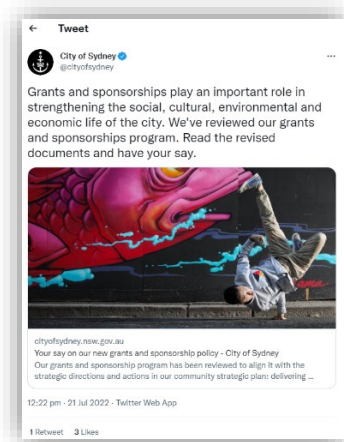 Tweet
City of Sydney
@cityofsydney
Grants and sponsorships play an important role in
strengthening the social, cultural, environmental and
economic life of the city. We've reviewed our grants
and sponsorships program. Read the revised
documents and have your say.
cityofsydney.nsw.gov.au
Your say on our new grants and sponsorship policy - City of Sydney
Our grants and sponsorship program has been reviewed to align it with the
strategic directions and actions in our community strategic plan: delivering ...
12:22 pm · 21 Jul 2022 · Twitter Web App
1 Retweet 3 Likes